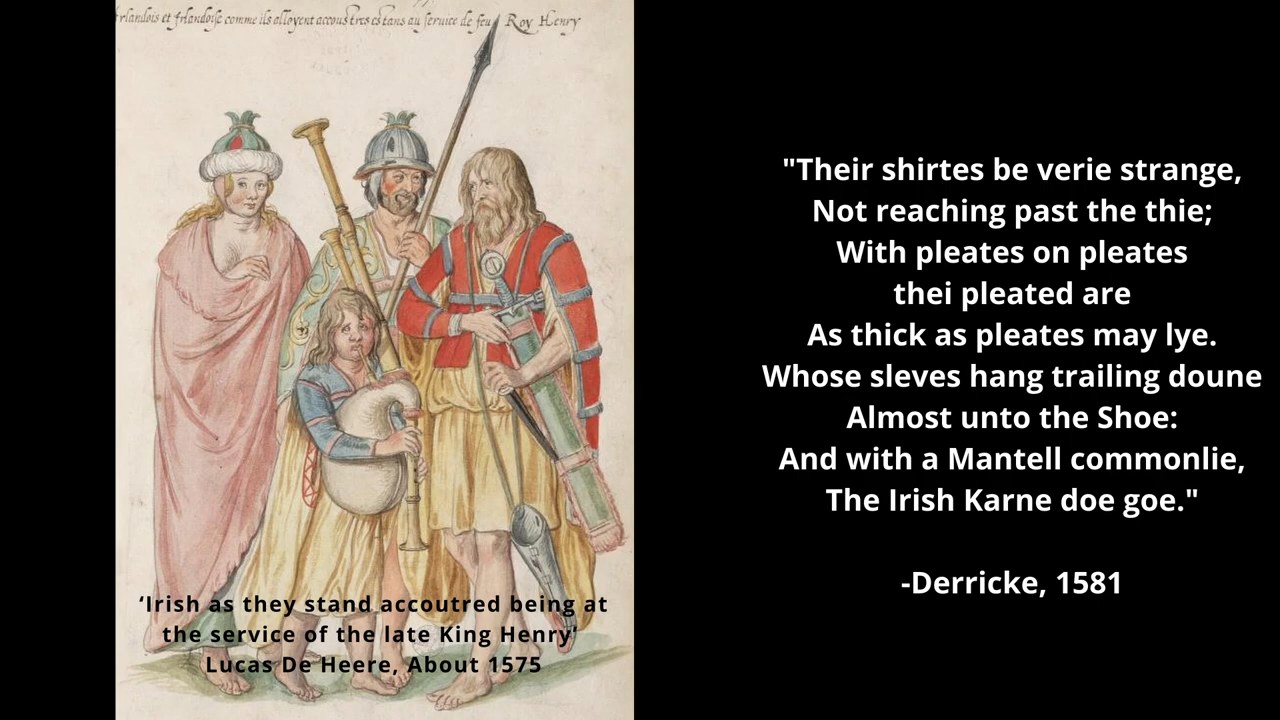 Irlandois et Irlandoise comme ils alloyent accoustres estans au service de feu Roy Henry
‘Irish as they stand accoutred being at
the service of the late King Henry’
Lucas De Heere, About 1575
"Their shirtes be verie strange,
Not reaching past the thie;
With pleates on pleates
thei pleated are
As thick as pleates may lye.
Whose sleves hang trailing doune
Almost unto the Shoe:
And with a Mantell commonlie,
The Irish Karne doe goe."
-Derricke, 1581